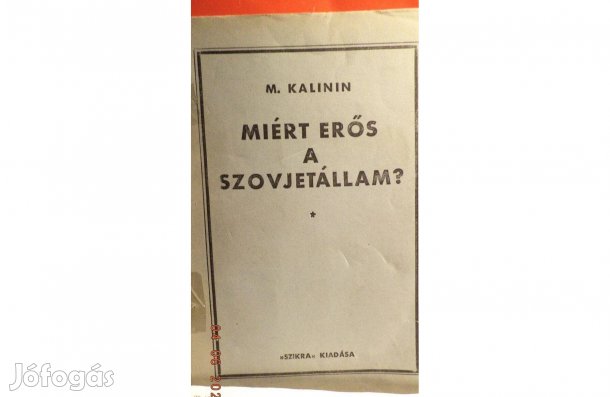 M. KALININ
MIÉRT ERŐS
A
SZOVJETÁLLAM?
*
»SZIKRA« KIADÁSA
Jófogás